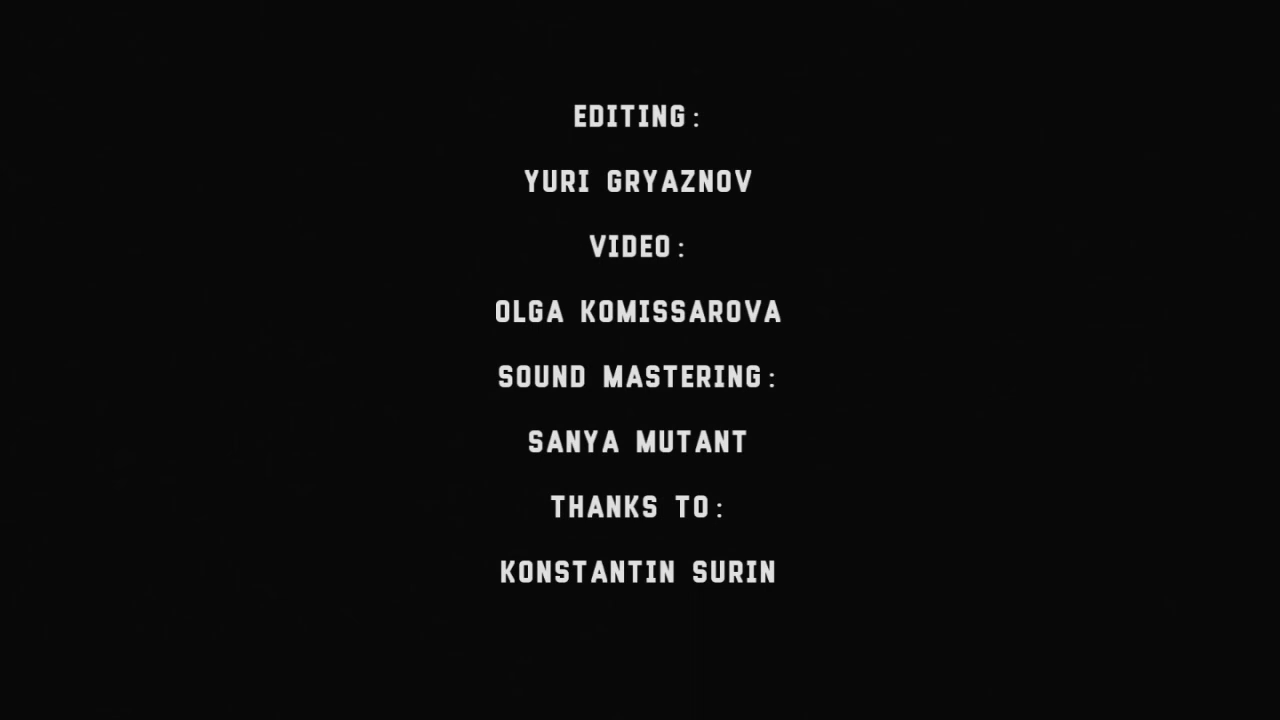 EDITING:
YURI GRYAZNOV
VIDEO:
OLGA KOMISSAROVA
SOUND MASTERING:
SANYA MUTANT
THANKS TO:
KONSTANTIN SURIN